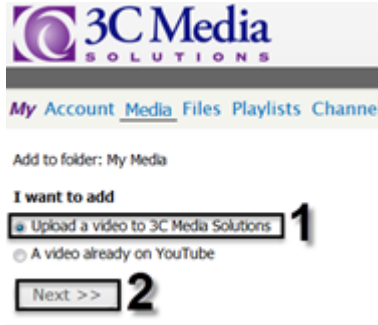 3C Media
SOLUTIONS
My Account Media Files Playlists Channe
Add to folder: My Media
I want to add
Upload a video to 3C Media Solutions 1
A video already on YouTube
Next >> 2